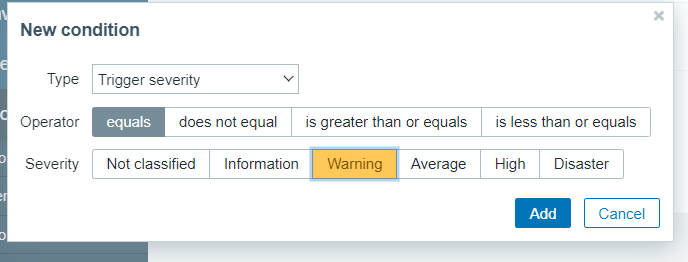 New condition
Type Trigger severity
Operator equals does not equal is greater than or equals is less than or equals
Severity Not classified Information Warning Average High Disaster
Add Cancel